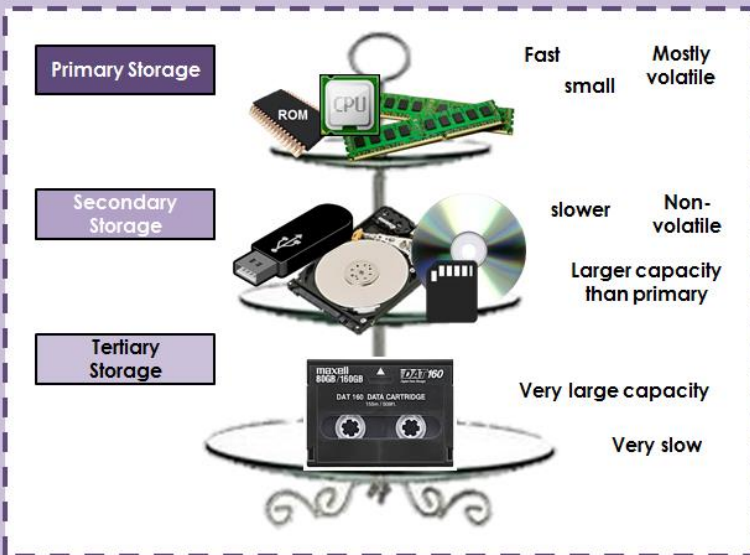 Primary Storage
ROM
CPU
Fast
small
Mostly
volatile
Secondary
Storage
slower
Non-
volatile
Larger capacity
than primary
Tertiary
Storage
maxell
80GB/160GB
DAT 160
DAT 160 DATA CARTRIDGE
Very large capacity
Very slow